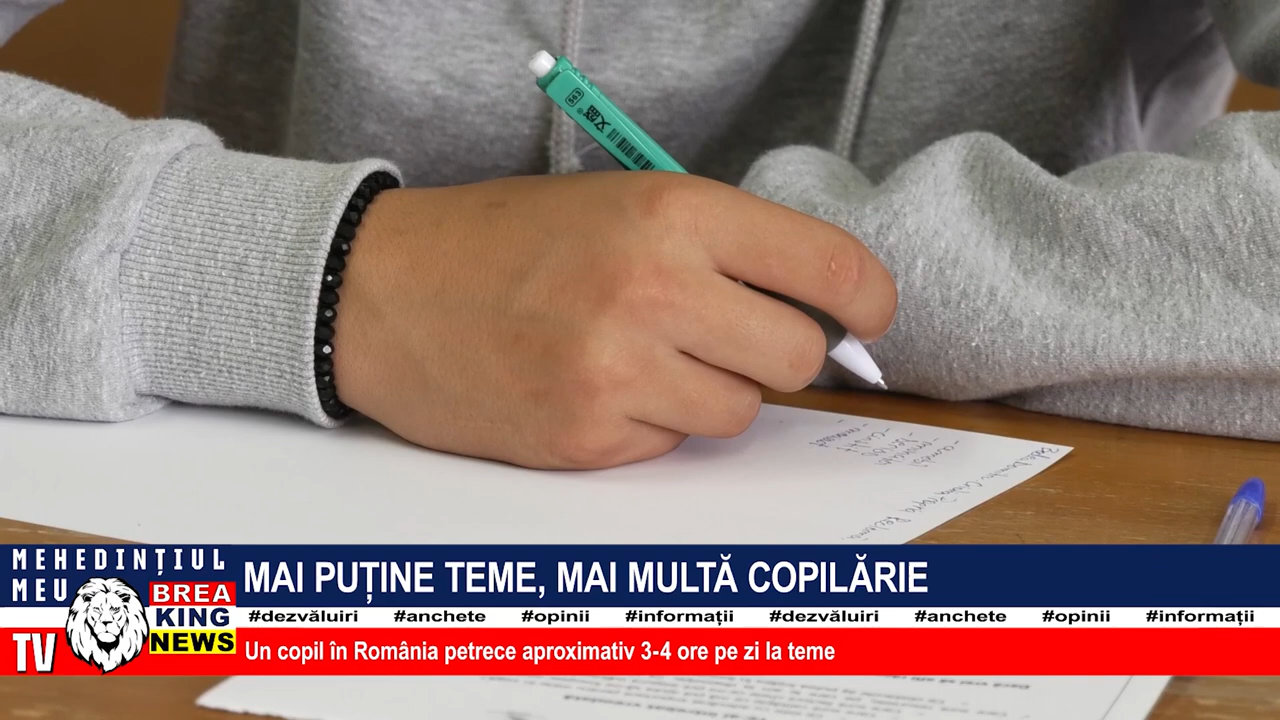 563
MEHEDINȚIUL
MEU
BREA
KING
NEWS
TV
MAI PUȚINE TEME, MAI MULTĂ COPILĂRIE
#dezvăluiri #anchete #opinii #informații #dezvăluiri #anchete #opinii #informații
Un copil în România petrece aproximativ 3-4 ore pe zi la teme